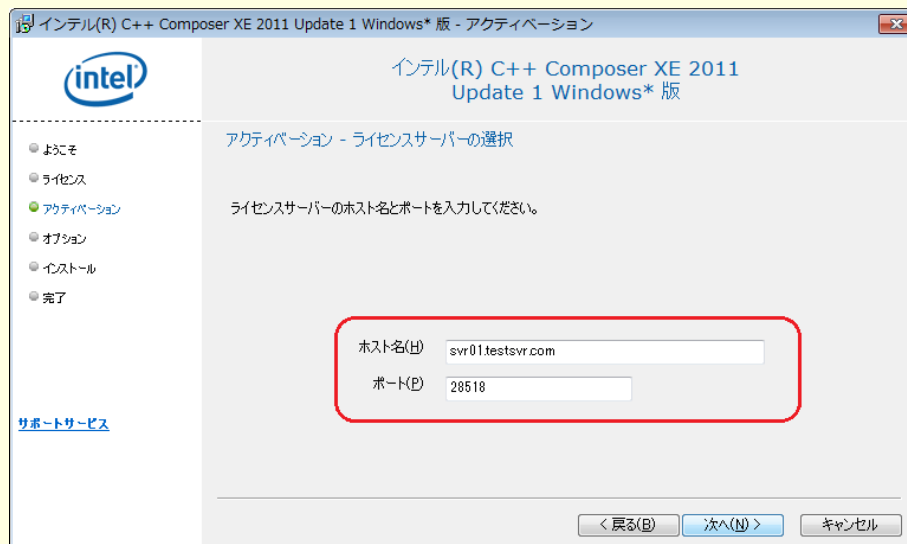 インテル(R) C++ Composer XE 2011 Update 1 Windows* 版 - アクティベーション
intel
インテル(R) C++ Composer XE 2011
Update 1 Windows* 版
ようこそ
ライセンス
アクティベーション
オプション
インストール
完了
サポートサービス
アクティベーション - ライセンスサーバーの選択
ライセンスサーバーのホスト名とポートを入力してください。
ホスト名(H) svr01.testsvr.com
ポート(P) 28518
< 戻る(B) 次へ(N) > キャンセル